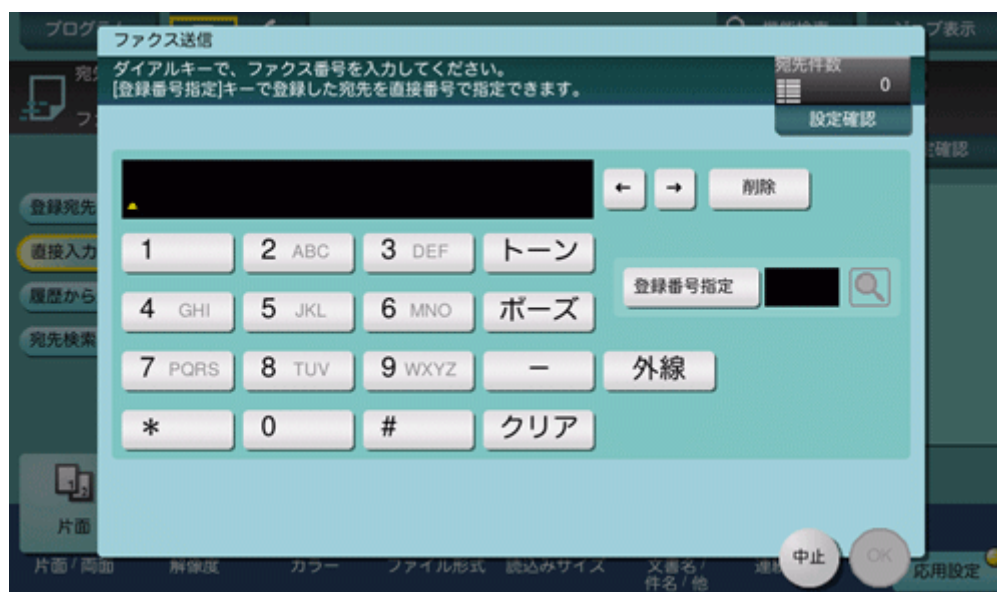 プログ
ジョブ表示
ファクス送信
ダイアルキーで、ファクス番号を入力してください。
[登録番号指定]キーで登録した宛先を直接番号で指定できます。
宛先件数
0
設定確認
← → 削除
登録宛先
直接入力
履歴から
宛先検索
1 2 ABC 3 DEF トーン
4 GHI 5 JKL 6 MNO ポーズ
登録番号指定
7 PQRS 8 TUV 9 WXYZ － 外線
* 0 # クリア
片面
中止 OK
片面/両面 解像度 カラー ファイル形式 読込みサイズ 文書名/件名/他 応用設定